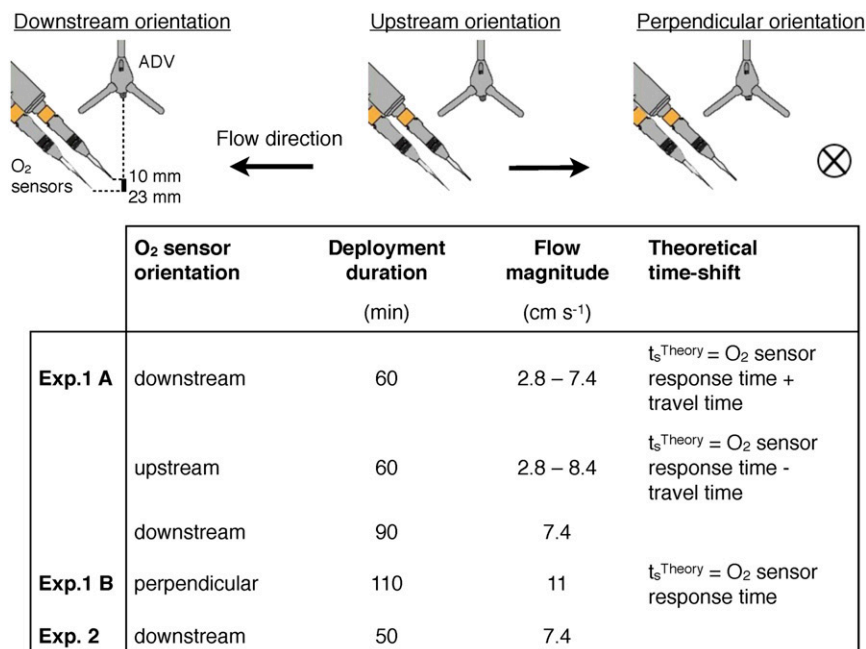 Downstream orientation
Upstream orientation
Perpendicular orientation
ADV
Flow direction
O₂
sensors
10 mm
23 mm
O₂ sensor orientation
Deployment duration
Flow magnitude
Theoretical time-shift
(min)
(cm s⁻¹)
Exp.1 A
downstream
60
2.8 – 7.4
tₛᵀʰᵉᵒʳʸ = O₂ sensor
response time +
travel time
upstream
60
2.8 – 8.4
tₛᵀʰᵉᵒʳʸ = O₂ sensor
response time -
travel time
downstream
90
7.4
Exp.1 B
perpendicular
110
11
tₛᵀʰᵉᵒʳʸ = O₂ sensor
response time
Exp. 2
downstream
50
7.4